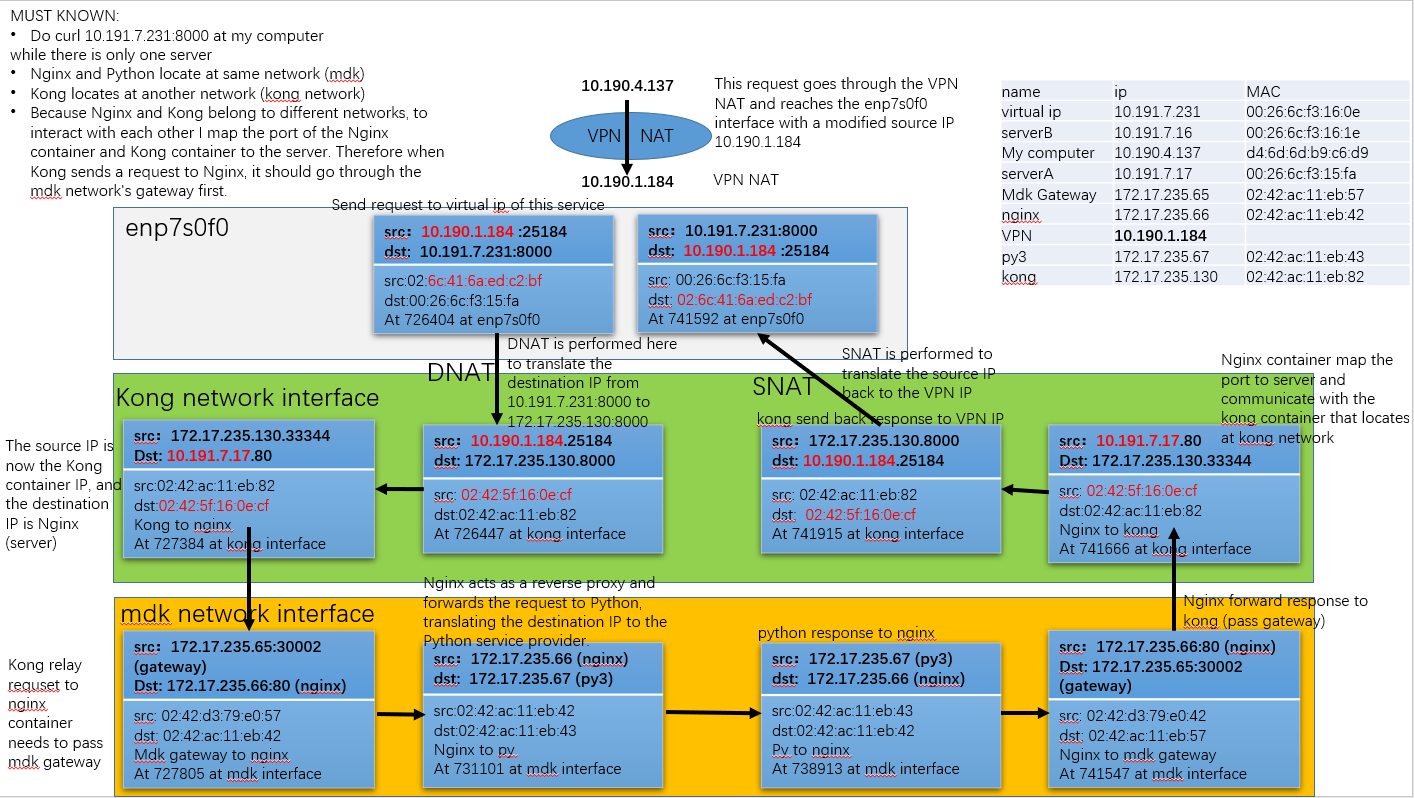 MUST KNOWN:
• Do curl 10.191.7.231:8000 at my computer
while there is only one server
• Nginx and Python locate at same network (mdk)
• Kong locates at another network (kong network)
• Because Nginx and Kong belong to different networks, to
interact with each other I map the port of the Nginx
container and Kong container to the server. Therefore when
Kong sends a request to Nginx, it should go through the
mdk network's gateway first.
10.190.4.137
VPN NAT
10.190.1.184
This request goes through the VPN
NAT and reaches the enp7s0f0
interface with a modified source IP
10.190.1.184
VPN NAT
name ip MAC
virtual ip 10.191.7.231 00:26:6c:f3:16:0e
serverB 10.191.7.16 00:26:6c:f3:16:1e
My computer 10.190.4.137 d4:6d:6d:b9:c6:d9
serverA 10.191.7.17 00:26:6c:f3:15:fa
Mdk Gateway 172.17.235.65 02:42:ac:11:eb:57
nginx 172.17.235.66 02:42:ac:11:eb:42
VPN 10.190.1.184
py3 172.17.235.67 02:42:ac:11:eb:43
kong 172.17.235.130 02:42:ac:11:eb:82
Send request to virtual ip of this service
enp7s0f0
src: 10.190.1.184 :25184
dst: 10.191.7.231:8000
src:02:6c:41:6a:ed:c2:bf
dst:00:26:6c:f3:15:fa
At 726404 at enp7s0f0
src: 10.191.7.231:8000
dst: 10.190.1.184 :25184
src: 00:26:6c:f3:15:fa
dst: 02:6c:41:6a:ed:c2:bf
At 741592 at enp7s0f0
DNAT
DNAT is performed here
to translate the
destination IP from
10.191.7.231:8000 to
172.17.235.130:8000
SNAT
SNAT is performed to
translate the source IP
back to the VPN IP
kong send back response to VPN IP
Nginx container map the
port to server and
communicate with the
kong container that locates
at kong network
Kong network interface
The source IP is
now the Kong
container IP, and
the destination
IP is Nginx
(server)
src: 172.17.235.130.33344
Dst: 10.191.7.17.80
src:02:42:ac:11:eb:82
dst:02:42:5f:16:0e:cf
Kong to nginx
At 727384 at kong interface
src: 10.190.1.184.25184
dst: 172.17.235.130.8000
src: 02:42:5f:16:0e:cf
dst:02:42:ac:11:eb:82
At 726447 at kong interface
src: 172.17.235.130.8000
dst: 10.190.1.184.25184
src: 02:42:ac:11:eb:82
dst: 02:42:5f:16:0e:cf
At 741915 at kong interface
src: 10.191.7.17.80
Dst: 172.17.235.130.33344
src: 02:42:5f:16:0e:cf
dst:02:42:ac:11:eb:82
Nginx to kong
At 741666 at kong interface
Nginx acts as a reverse proxy and
forwards the request to Python,
translating the destination IP to the
Python service provider.
python response to nginx
Nginx forward response to
kong (pass gateway)
mdk network interface
Kong relay
requset to
nginx
container
needs to pass
mdk gateway
src: 172.17.235.65:30002
(gateway)
Dst: 172.17.235.66:80 (nginx)
src: 02:42:d3:79:e0:57
dst: 02:42:ac:11:eb:42
Mdk gateway to nginx
At 727805 at mdk interface
src: 172.17.235.66 (nginx)
dst: 172.17.235.67 (py3)
src:02:42:ac:11:eb:42
dst:02:42:ac:11:eb:43
Nginx to py
At 731101 at mdk interface
src: 172.17.235.67 (py3)
dst: 172.17.235.66 (nginx)
src:02:42:ac:11:eb:43
dst:02:42:ac:11:eb:42
Py to nginx
At 738913 at mdk interface
src: 172.17.235.66:80 (nginx)
Dst: 172.17.235.65:30002
(gateway)
src: 02:42:d3:79:e0:42
dst: 02:42:ac:11:eb:57
Nginx to mdk gateway
At 741547 at mdk interface